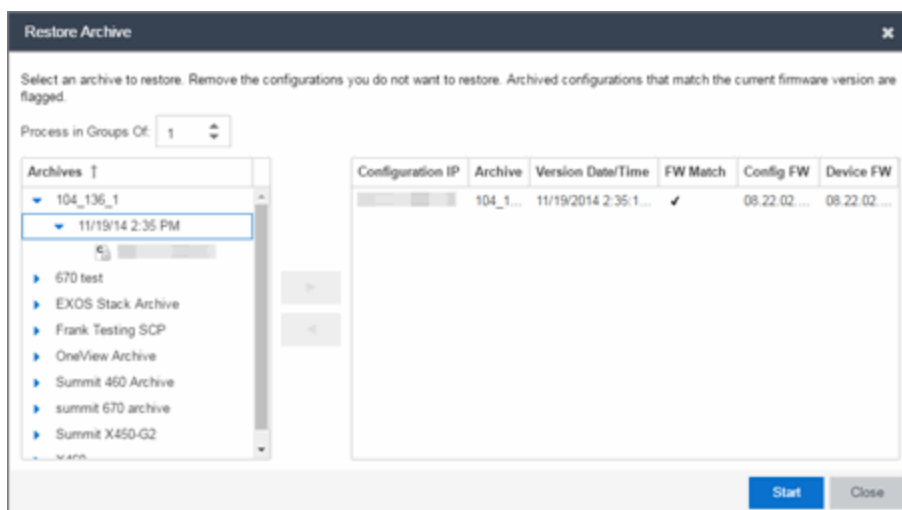 Restore Archive
Select an archive to restore. Remove the configurations you do not want to restore. Archived configurations that match the current firmware version are
flagged.
Process in Groups Of: 1
Archives ↑
104_136_1
11/19/14 2:35 PM
670 test
EXOS Stack Archive
Frank Testing SCP
OneView Archive
Summit 460 Archive
summit 670 archive
Summit X450-G2
Configuration IP Archive Version Date/Time FW Match Config FW Device FW
104_1... 11/19/2014 2:35:1... ✔ 08.22.02.... 08.22.02....
Start Close